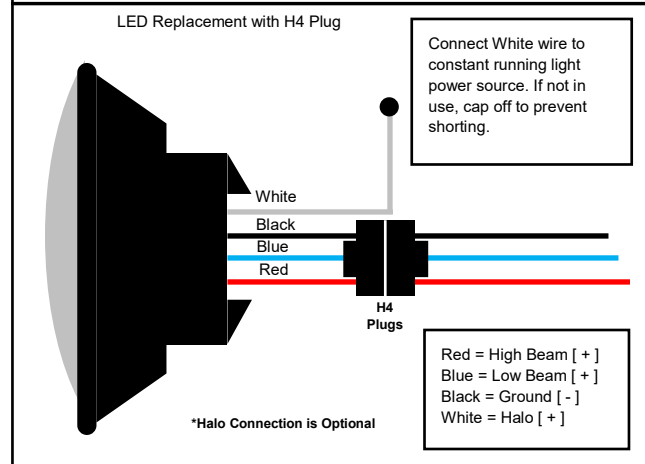 LED Replacement with H4 Plug
Connect White wire to
constant running light
power source. If not in
use, cap off to prevent
shorting.
White
Black
Blue
Red
H4
Plugs
Red = High Beam [ + ]
Blue = Low Beam [ + ]
Black = Ground [ - ]
White = Halo [ + ]
*Halo Connection is Optional